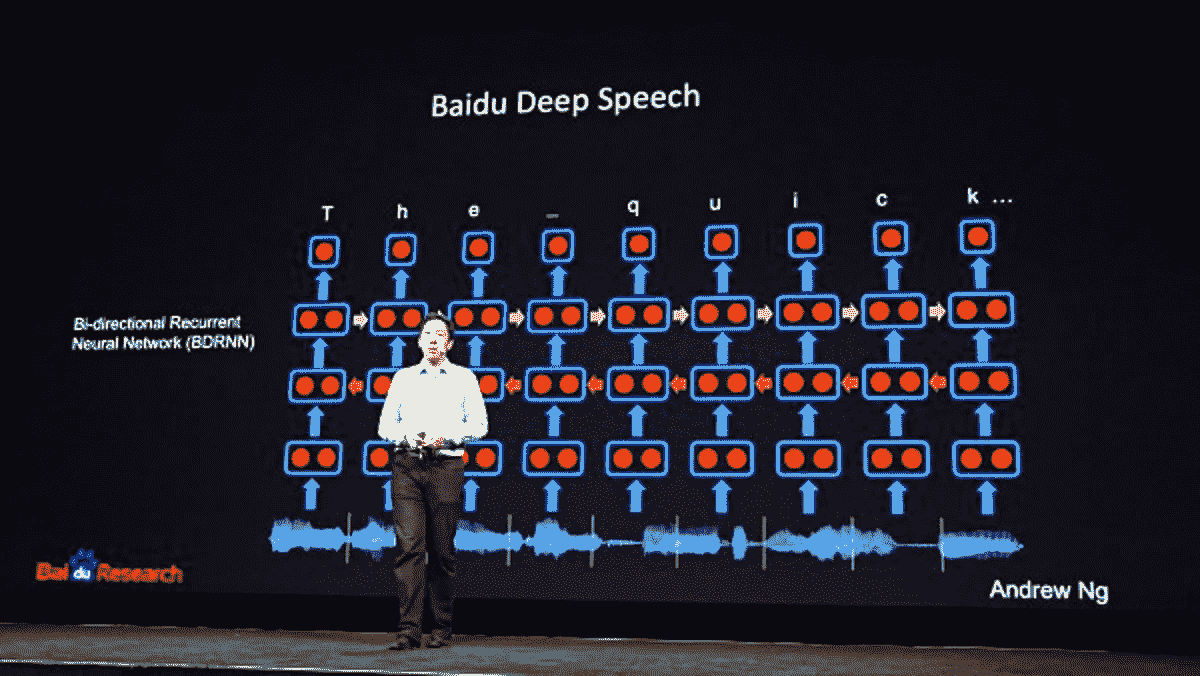 Baidu Deep Speech
T h e _ q u i c k ...
Bi-directional Recurrent
Neural Network (BDRNN)
Bai du Research
Andrew Ng